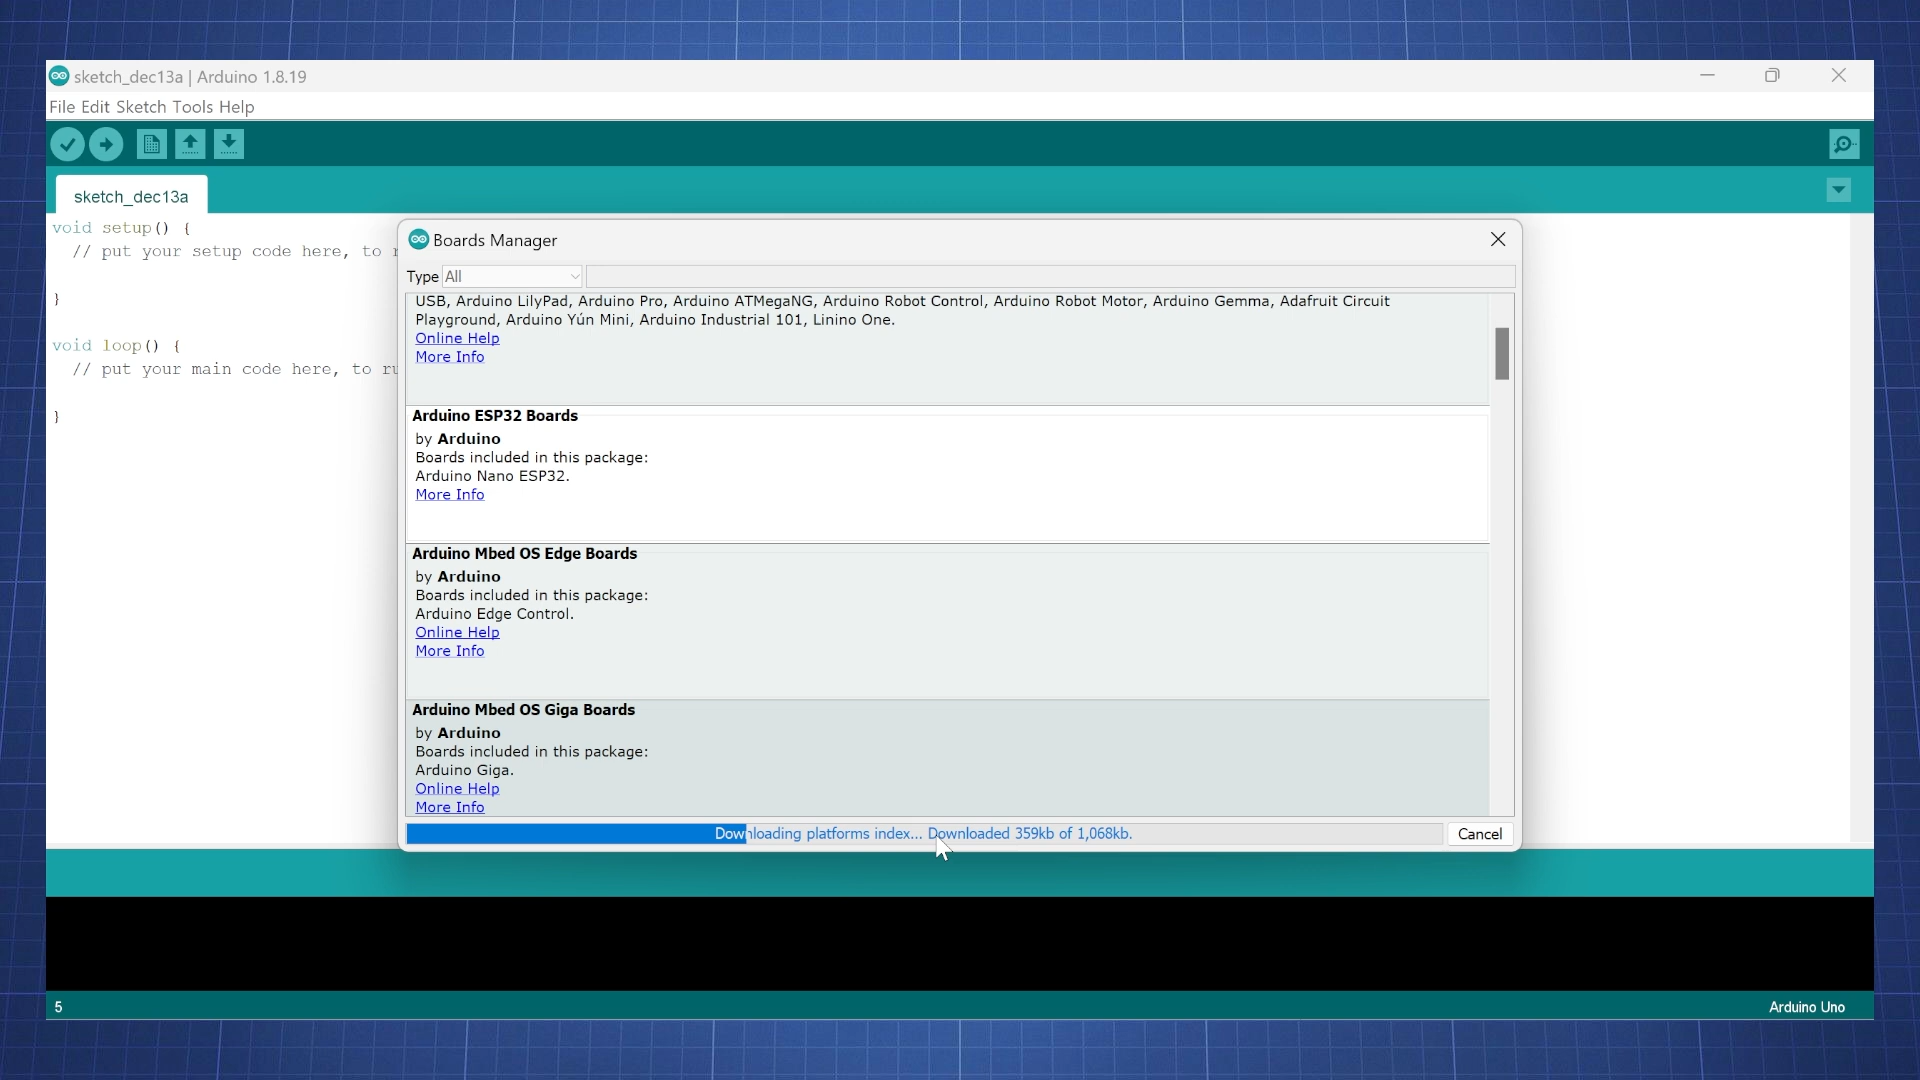 sketch_dec13a | Arduino 1.8.19
File Edit Sketch Tools Help
sketch_dec13a
void setup() {
// put your setup code here, to r
}
void loop() {
// put your main code here, to ru
}
Boards Manager
Type All
USB, Arduino LilyPad, Arduino Pro, Arduino ATMegaNG, Arduino Robot Control, Arduino Robot Motor, Arduino Gemma, Adafruit Circuit
Playground, Arduino Yún Mini, Arduino Industrial 101, Linino One.
Online Help
More Info
Arduino ESP32 Boards
by Arduino
Boards included in this package:
Arduino Nano ESP32.
More Info
Arduino Mbed OS Edge Boards
by Arduino
Boards included in this package:
Arduino Edge Control.
Online Help
More Info
Arduino Mbed OS Giga Boards
by Arduino
Boards included in this package:
Arduino Giga.
Online Help
More Info
Downloading platforms index... Downloaded 359kb of 1,068kb.
Cancel
5
Arduino Uno